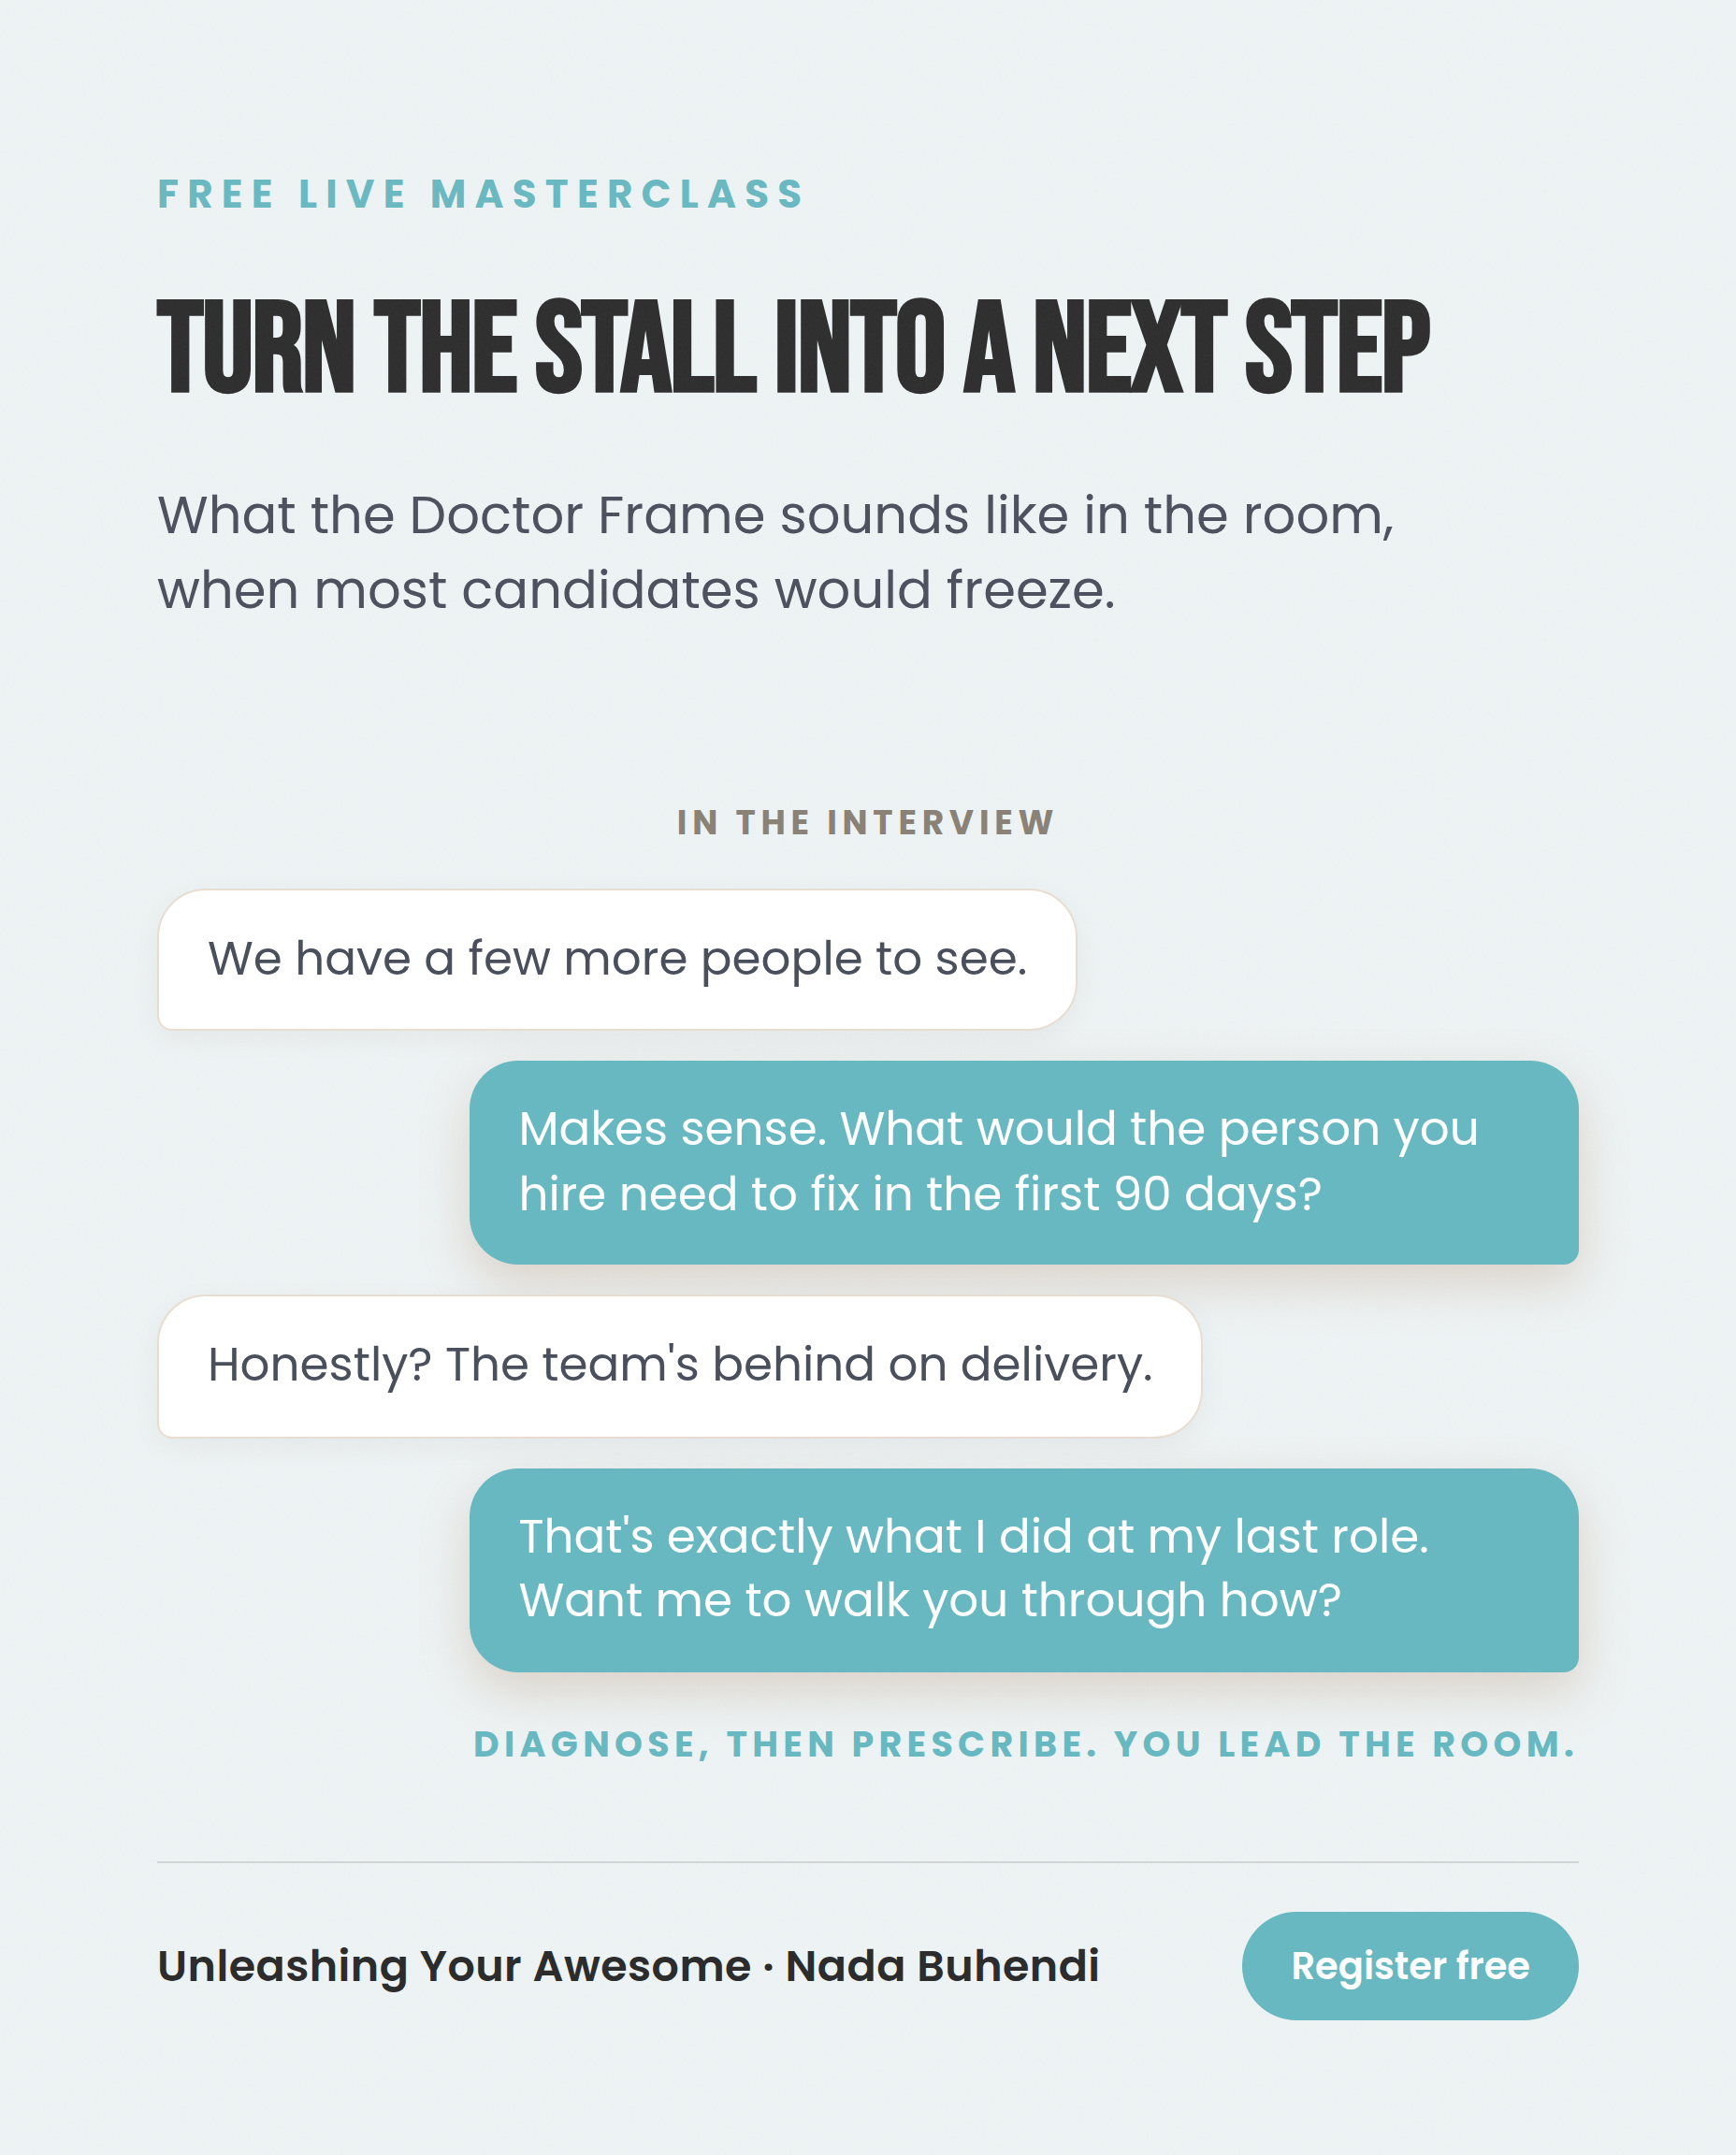 FREE LIVE MASTERCLASS
TURN THE STALL INTO A NEXT STEP
What the Doctor Frame sounds like in the room,
when most candidates would freeze.
IN THE INTERVIEW
We have a few more people to see.
Makes sense. What would the person you
hire need to fix in the first 90 days?
Honestly? The team's behind on delivery.
That's exactly what I did at my last role.
Want me to walk you through how?
DIAGNOSE, THEN PRESCRIBE. YOU LEAD THE ROOM.
Unleashing Your Awesome · Nada Buhendi
Register free